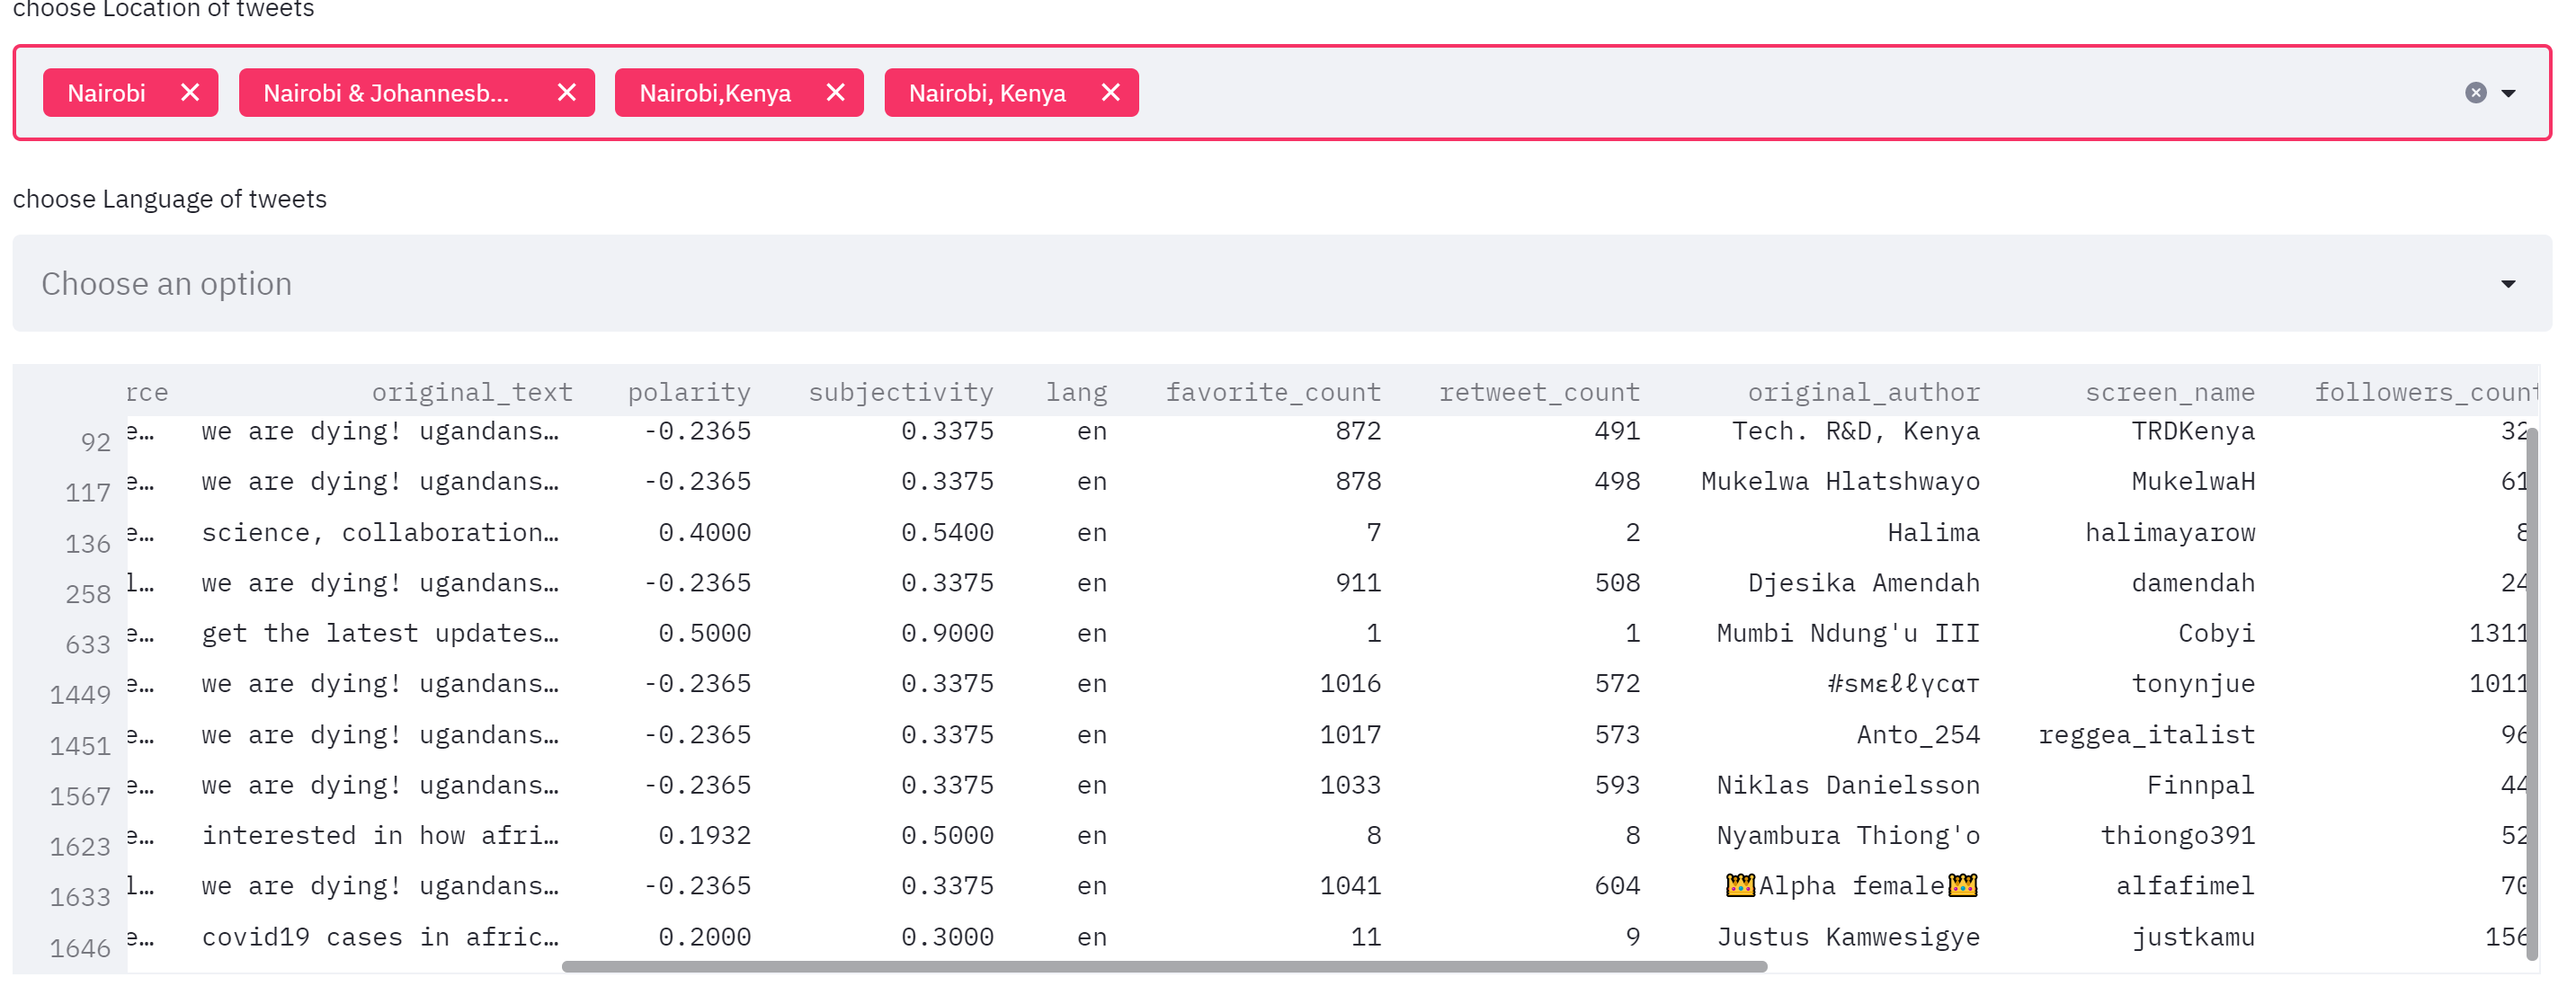 choose Location of tweets
Nairobi Nairobi & Johannesb... Nairobi,Kenya Nairobi, Kenya
choose Language of tweets
Choose an option
rce original_text polarity subjectivity lang favorite_count retweet_count original_author screen_name followers_count
92 e… we are dying! ugandans… -0.2365 0.3375 en 872 491 Tech. R&D, Kenya TRDKenya 32
117 e… we are dying! ugandans… -0.2365 0.3375 en 878 498 Mukelwa Hlatshwayo MukelwaH 61
136 e… science, collaboration… 0.4000 0.5400 en 7 2 Halima halimayarow 8
258 l… we are dying! ugandans… -0.2365 0.3375 en 911 508 Djesika Amendah damendah 24
633 e… get the latest updates… 0.5000 0.9000 en 1 1 Mumbi Ndung'u III Cobyi 1311
1449 e… we are dying! ugandans… -0.2365 0.3375 en 1016 572 #ѕмεℓℓүcαт tonynjue 1011
1451 e… we are dying! ugandans… -0.2365 0.3375 en 1017 573 Anto_254 reggea_italist 96
1567 e… we are dying! ugandans… -0.2365 0.3375 en 1033 593 Niklas Danielsson Finnpal 44
1623 e… interested in how afri… 0.1932 0.5000 en 8 8 Nyambura Thiong'o thiongo391 52
1633 l… we are dying! ugandans… -0.2365 0.3375 en 1041 604 👑Alpha female👑 alfafimel 70
1646 e… covid19 cases in afric… 0.2000 0.3000 en 11 9 Justus Kamwesigye justkamu 156